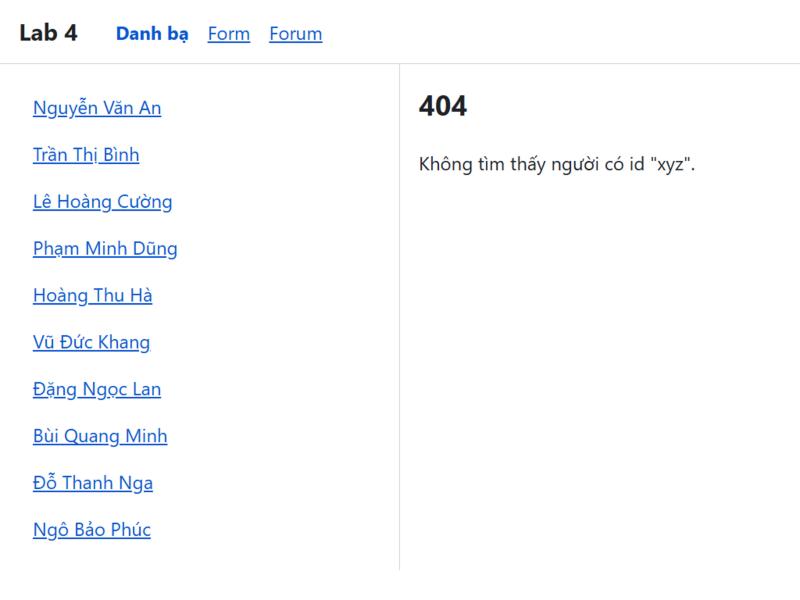 Lab 4 Danh bạ Form Forum
Nguyễn Văn An
Trần Thị Bình
Lê Hoàng Cường
Phạm Minh Dũng
Hoàng Thu Hà
Vũ Đức Khang
Đặng Ngọc Lan
Bùi Quang Minh
Đỗ Thanh Nga
Ngô Bảo Phúc
404
Không tìm thấy người có id "xyz".